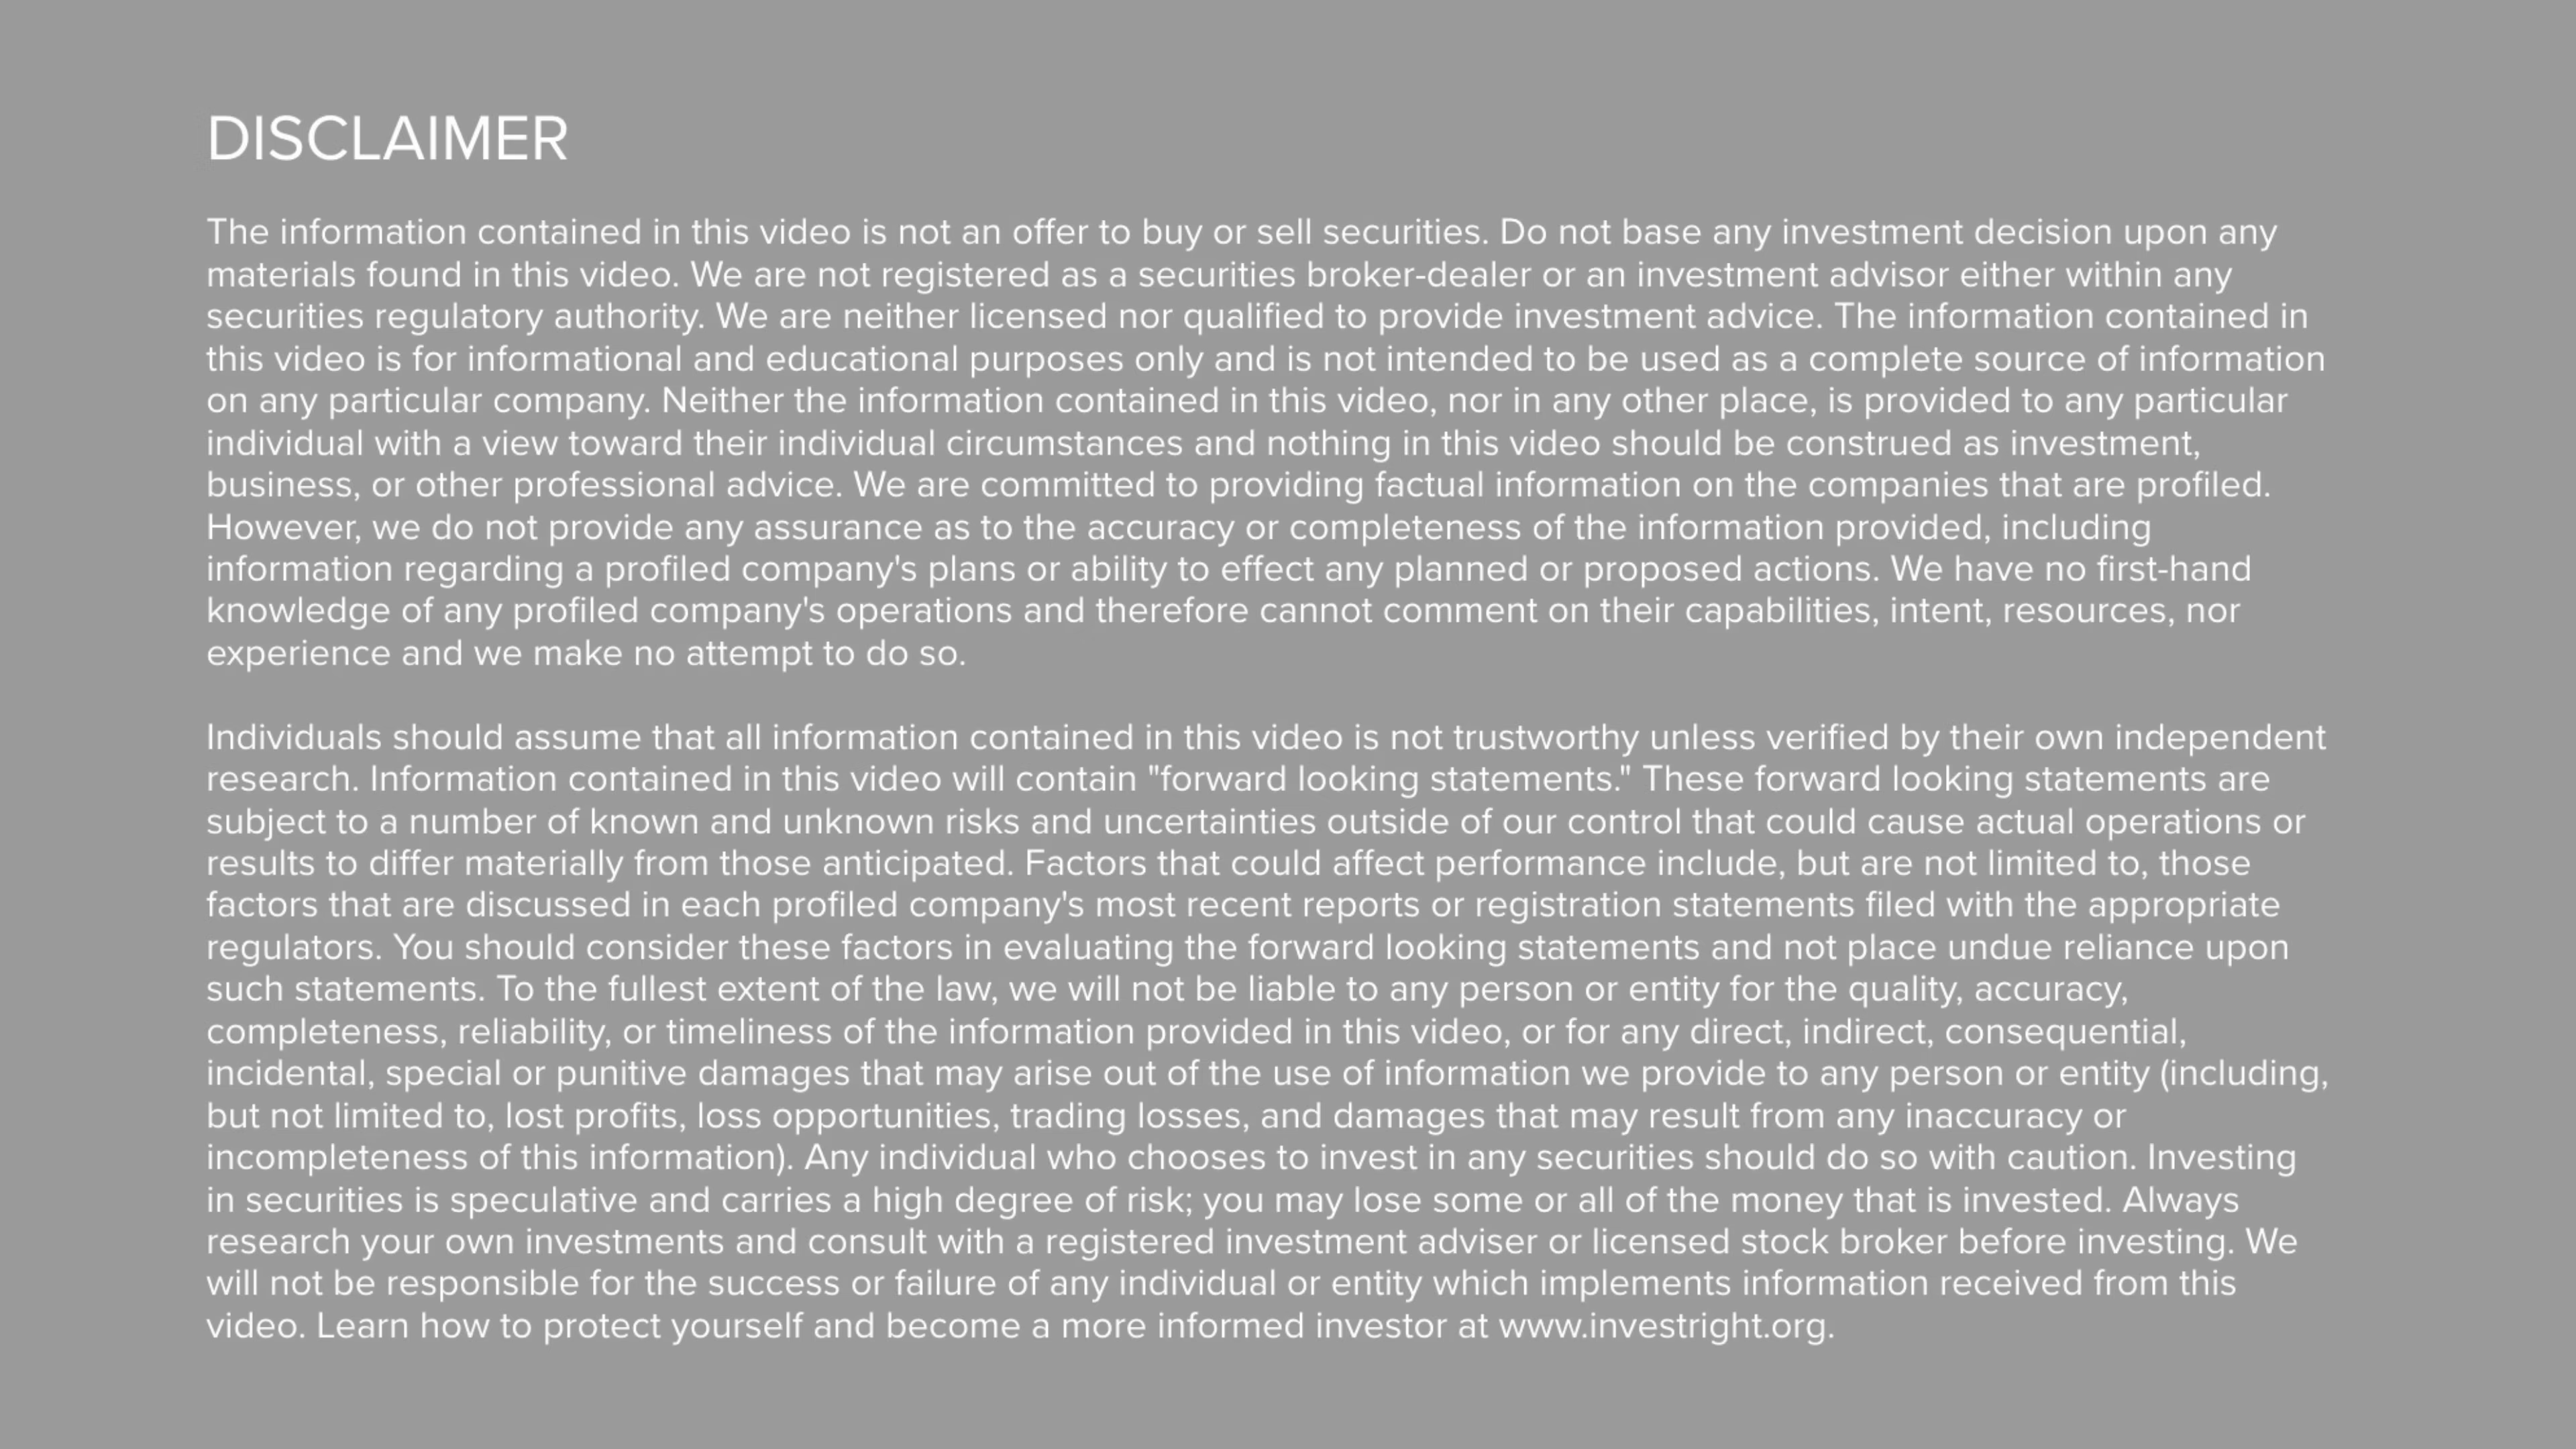 DISCLAIMER
The information contained in this video is not an offer to buy or sell securities. Do not base any investment decision upon any
materials found in this video. We are not registered as a securities broker-dealer or an investment advisor either within any
securities regulatory authority. We are neither licensed nor qualified to provide investment advice. The information contained in
this video is for informational and educational purposes only and is not intended to be used as a complete source of information
on any particular company. Neither the information contained in this video, nor in any other place, is provided to any particular
individual with a view toward their individual circumstances and nothing in this video should be construed as investment,
business, or other professional advice. We are committed to providing factual information on the companies that are profiled.
However, we do not provide any assurance as to the accuracy or completeness of the information provided, including
information regarding a profiled company's plans or ability to effect any planned or proposed actions. We have no first-hand
knowledge of any profiled company's operations and therefore cannot comment on their capabilities, intent, resources, nor
experience and we make no attempt to do so.
Individuals should assume that all information contained in this video is not trustworthy unless verified by their own independent
research. Information contained in this video will contain "forward looking statements." These forward looking statements are
subject to a number of known and unknown risks and uncertainties outside of our control that could cause actual operations or
results to differ materially from those anticipated. Factors that could affect performance include, but are not limited to, those
factors that are discussed in each profiled company's most recent reports or registration statements filed with the appropriate
regulators. You should consider these factors in evaluating the forward looking statements and not place undue reliance upon
such statements. To the fullest extent of the law, we will not be liable to any person or entity for the quality, accuracy,
completeness, reliability, or timeliness of the information provided in this video, or for any direct, indirect, consequential,
incidental, special or punitive damages that may arise out of the use of information we provide to any person or entity (including,
but not limited to, lost profits, loss opportunities, trading losses, and damages that may result from any inaccuracy or
incompleteness of this information). Any individual who chooses to invest in any securities should do so with caution. Investing
in securities is speculative and carries a high degree of risk; you may lose some or all of the money that is invested. Always
research your own investments and consult with a registered investment adviser or licensed stock broker before investing. We
will not be responsible for the success or failure of any individual or entity which implements information received from this
video. Learn how to protect yourself and become a more informed investor at www.investright.org.